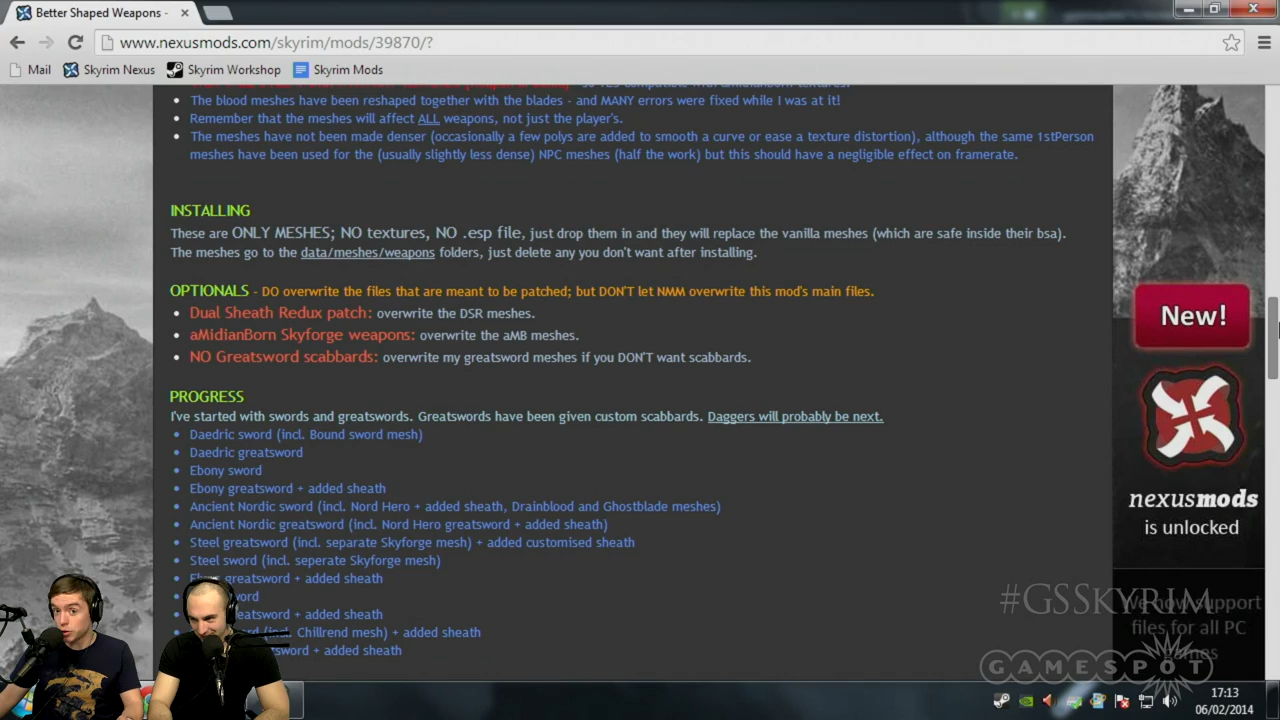 Better Shaped Weapons -
www.nexusmods.com/skyrim/mods/39870/?
Mail Skyrim Nexus Skyrim Workshop Skyrim Mods
The blood meshes have been reshaped together with the blades - and MANY errors were fixed while I was at it!
Remember that the meshes will affect ALL weapons, not just the player's.
The meshes have not been made denser (occasionally a few polys are added to smooth a curve or ease a texture distortion), although the same 1stPerson
meshes have been used for the (usually slightly less dense) NPC meshes (half the work) but this should have a negligible effect on framerate.
INSTALLING
These are ONLY MESHES; NO textures, NO .esp file, just drop them in and they will replace the vanilla meshes (which are safe inside their bsa).
The meshes go to the data/meshes/weapons folders, just delete any you don't want after installing.
OPTIONALS - DO overwrite the files that are meant to be patched; but DON'T let NMM overwrite this mod's main files.
Dual Sheath Redux patch: overwrite the DSR meshes.
aMidianBorn Skyforge weapons: overwrite the aMB meshes.
NO Greatsword scabbards: overwrite my greatsword meshes if you DON'T want scabbards.
PROGRESS
I've started with swords and greatswords. Greatswords have been given custom scabbards. Daggers will probably be next.
Daedric sword (incl. Bound sword mesh)
Daedric greatsword
Ebony sword
Ebony greatsword + added sheath
Ancient Nordic sword (incl. Nord Hero + added sheath, Drainblood and Ghostblade meshes)
Ancient Nordic greatsword (incl. Nord Hero greatsword + added sheath)
Steel greatsword (incl. separate Skyforge mesh) + added customised sheath
Steel sword (incl. seperate Skyforge mesh)
greatsword + added sheath
eatsword + added sheath
Chillrend mesh) + added sheath
+ added sheath
New!
nexusmods
is unlocked
We now support
files for all PC
games
#GSSKYRIM
GAMESPOT
17:13
06/02/2014